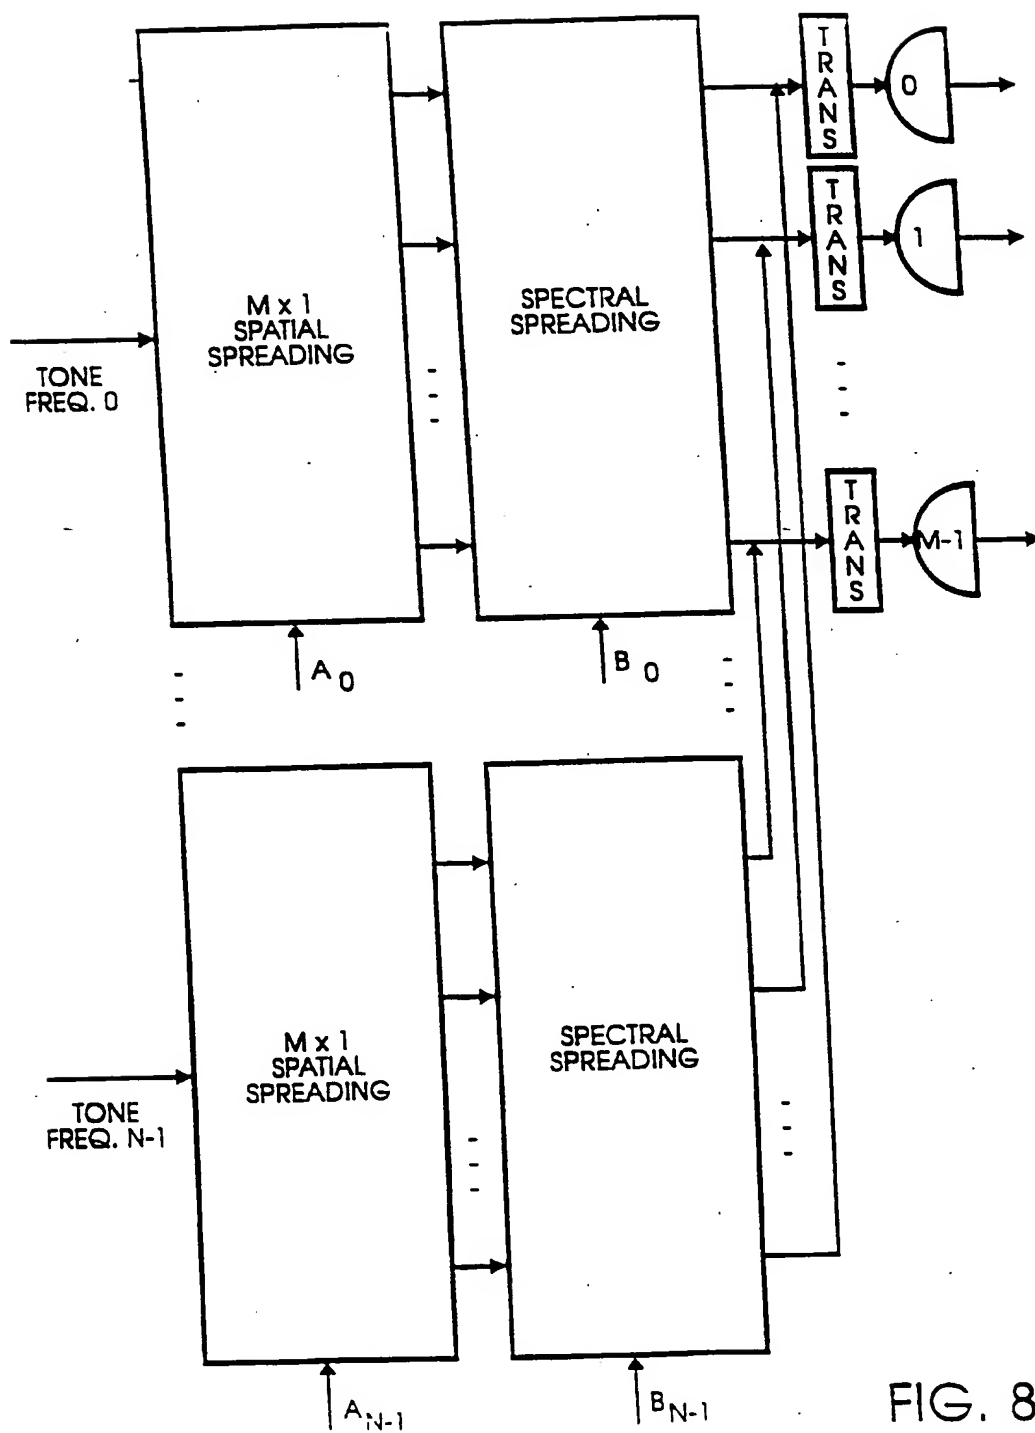 TRANS
0
TRANS
1
M x 1
SPATIAL
SPREADING
SPECTRAL
SPREADING
TONE
FREQ. 0
TRANS
M-1
A0
B0
M x 1
SPATIAL
SPREADING
SPECTRAL
SPREADING
TONE
FREQ. N-1
AN-1
BN-1
FIG. 8